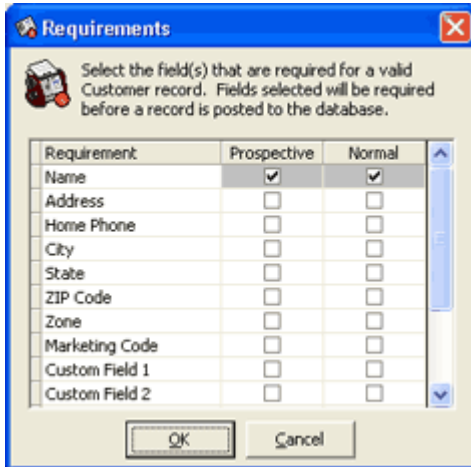 Requirements
Select the field(s) that are required for a valid
Customer record. Fields selected will be required
before a record is posted to the database.
Requirement Prospective Normal
Name
Address
Home Phone
City
State
ZIP Code
Zone
Marketing Code
Custom Field 1
Custom Field 2
OK Cancel